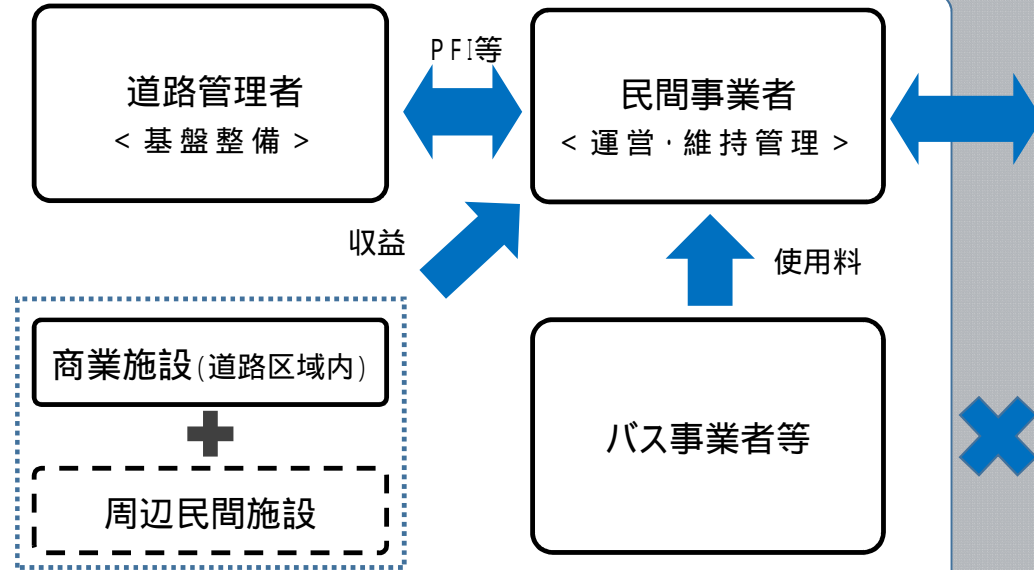 道路管理者
<基盤整備>
PFI等
民間事業者
<運営・維持管理>
収益
使用料
商業施設(道路区域内)
周辺民間施設
バス事業者等